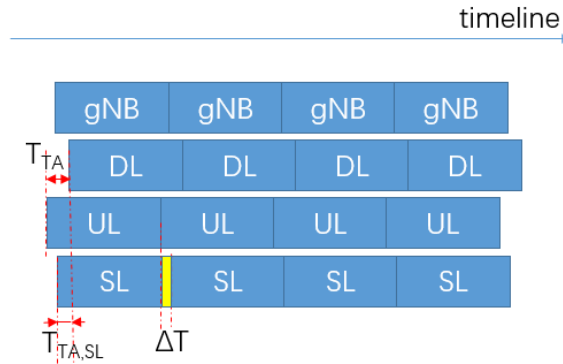 timeline
gNB gNB gNB gNB
T_TA DL DL DL DL
UL UL UL UL
SL SL SL SL
T_TA,SL ΔT